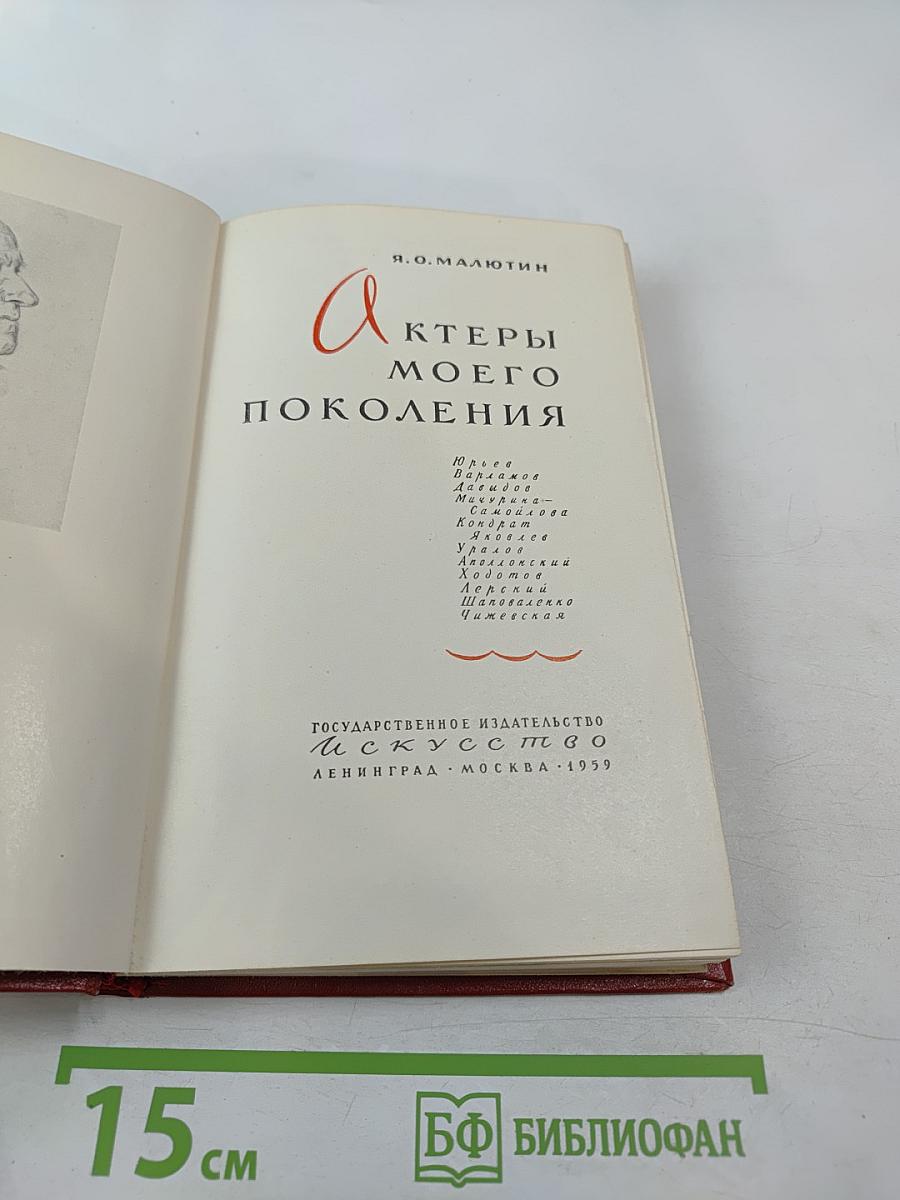 Я. О. МАЛЮТИН
АКТЕРЫ
МОЕГО
ПОКОЛЕНИЯ
Юрьев
Варламов
Давыдов
Мичурина-
Самойлова
Кондрат
Яковлев
Уралов
Аполлонский
Ходотов
Лерский
Шаповаленко
Чижевская
ГОСУДАРСТВЕННОЕ ИЗДАТЕЛЬСТВО
Искусство
ЛЕНИНГРАД · МОСКВА · 1959
15 см
БФ БИБЛИОФАН